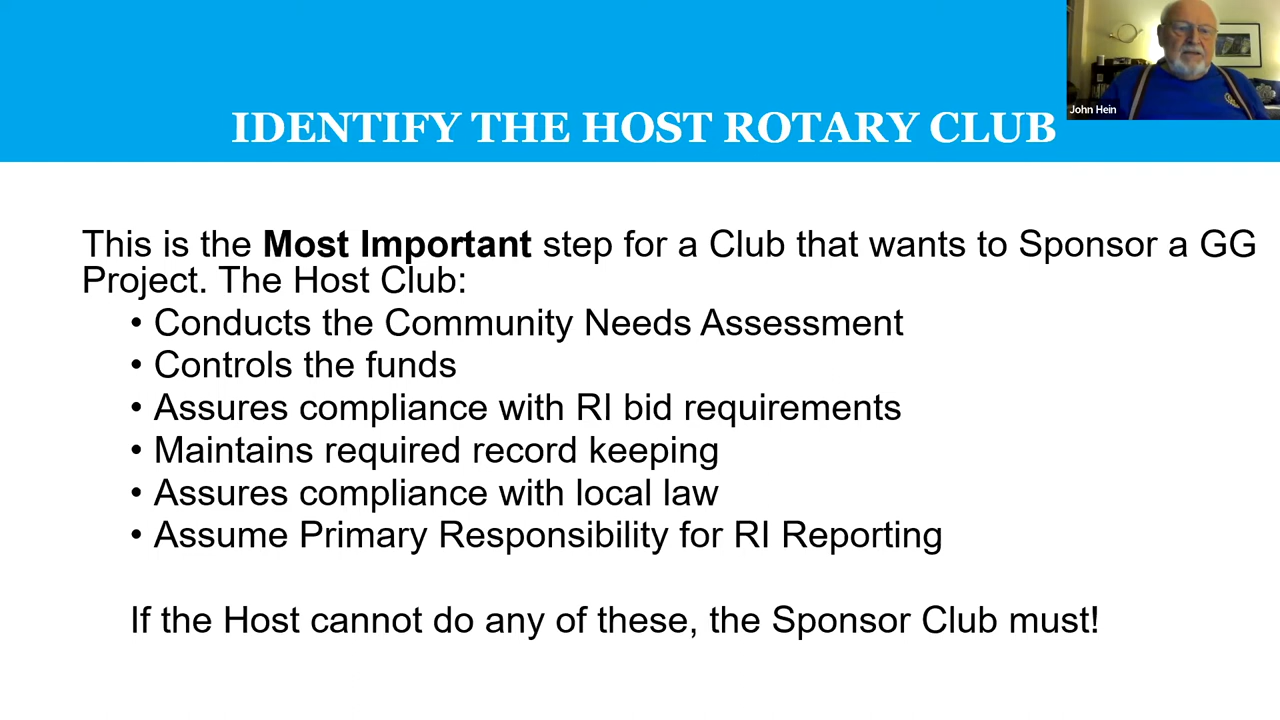 John Hein
IDENTIFY THE HOST ROTARY CLUB
This is the Most Important step for a Club that wants to Sponsor a GG
Project. The Host Club:
• Conducts the Community Needs Assessment
• Controls the funds
• Assures compliance with RI bid requirements
• Maintains required record keeping
• Assures compliance with local law
• Assume Primary Responsibility for RI Reporting
If the Host cannot do any of these, the Sponsor Club must!